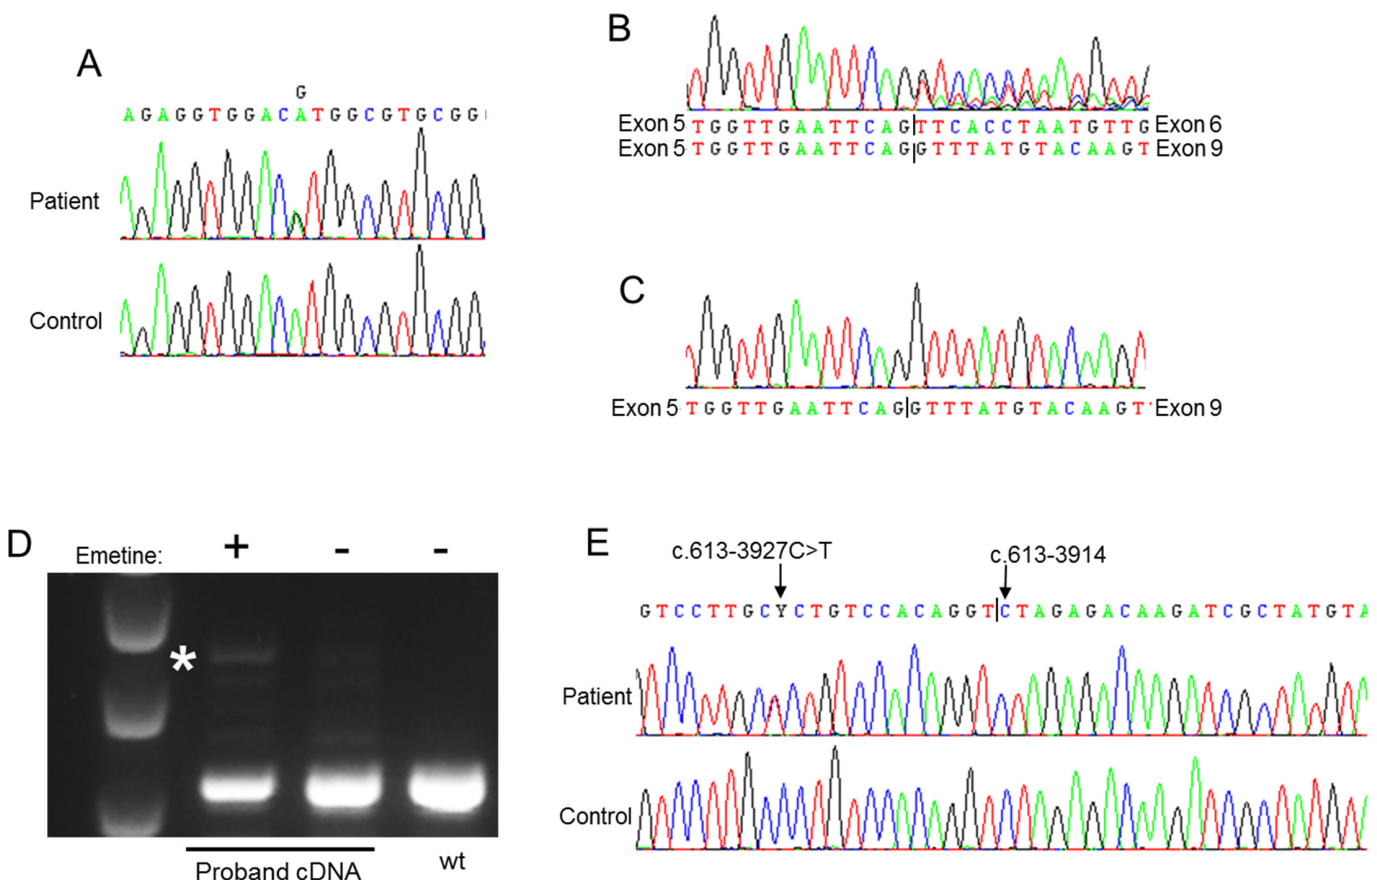 A
G
AGAGGTGGACATGGCGTGCGG
Patient
Control
B
Exon 5 TGGTTGAATTCAG|TTCACCTAATGTTG Exon 6
Exon 5 TGGTTGAATTCAG|GTTTATGTACAAGT Exon 9
C
Exon 5 TGGTTGAATTCAG|GTTTATGTACAAGT Exon 9
D
Emetine: + - -
*
Proband cDNA wt
E
c.613-3927C>T c.613-3914
GTCCTTGCYCTGTCCACAGGT|CTAGAGACAAGATCGCTATGTA
Patient
Control